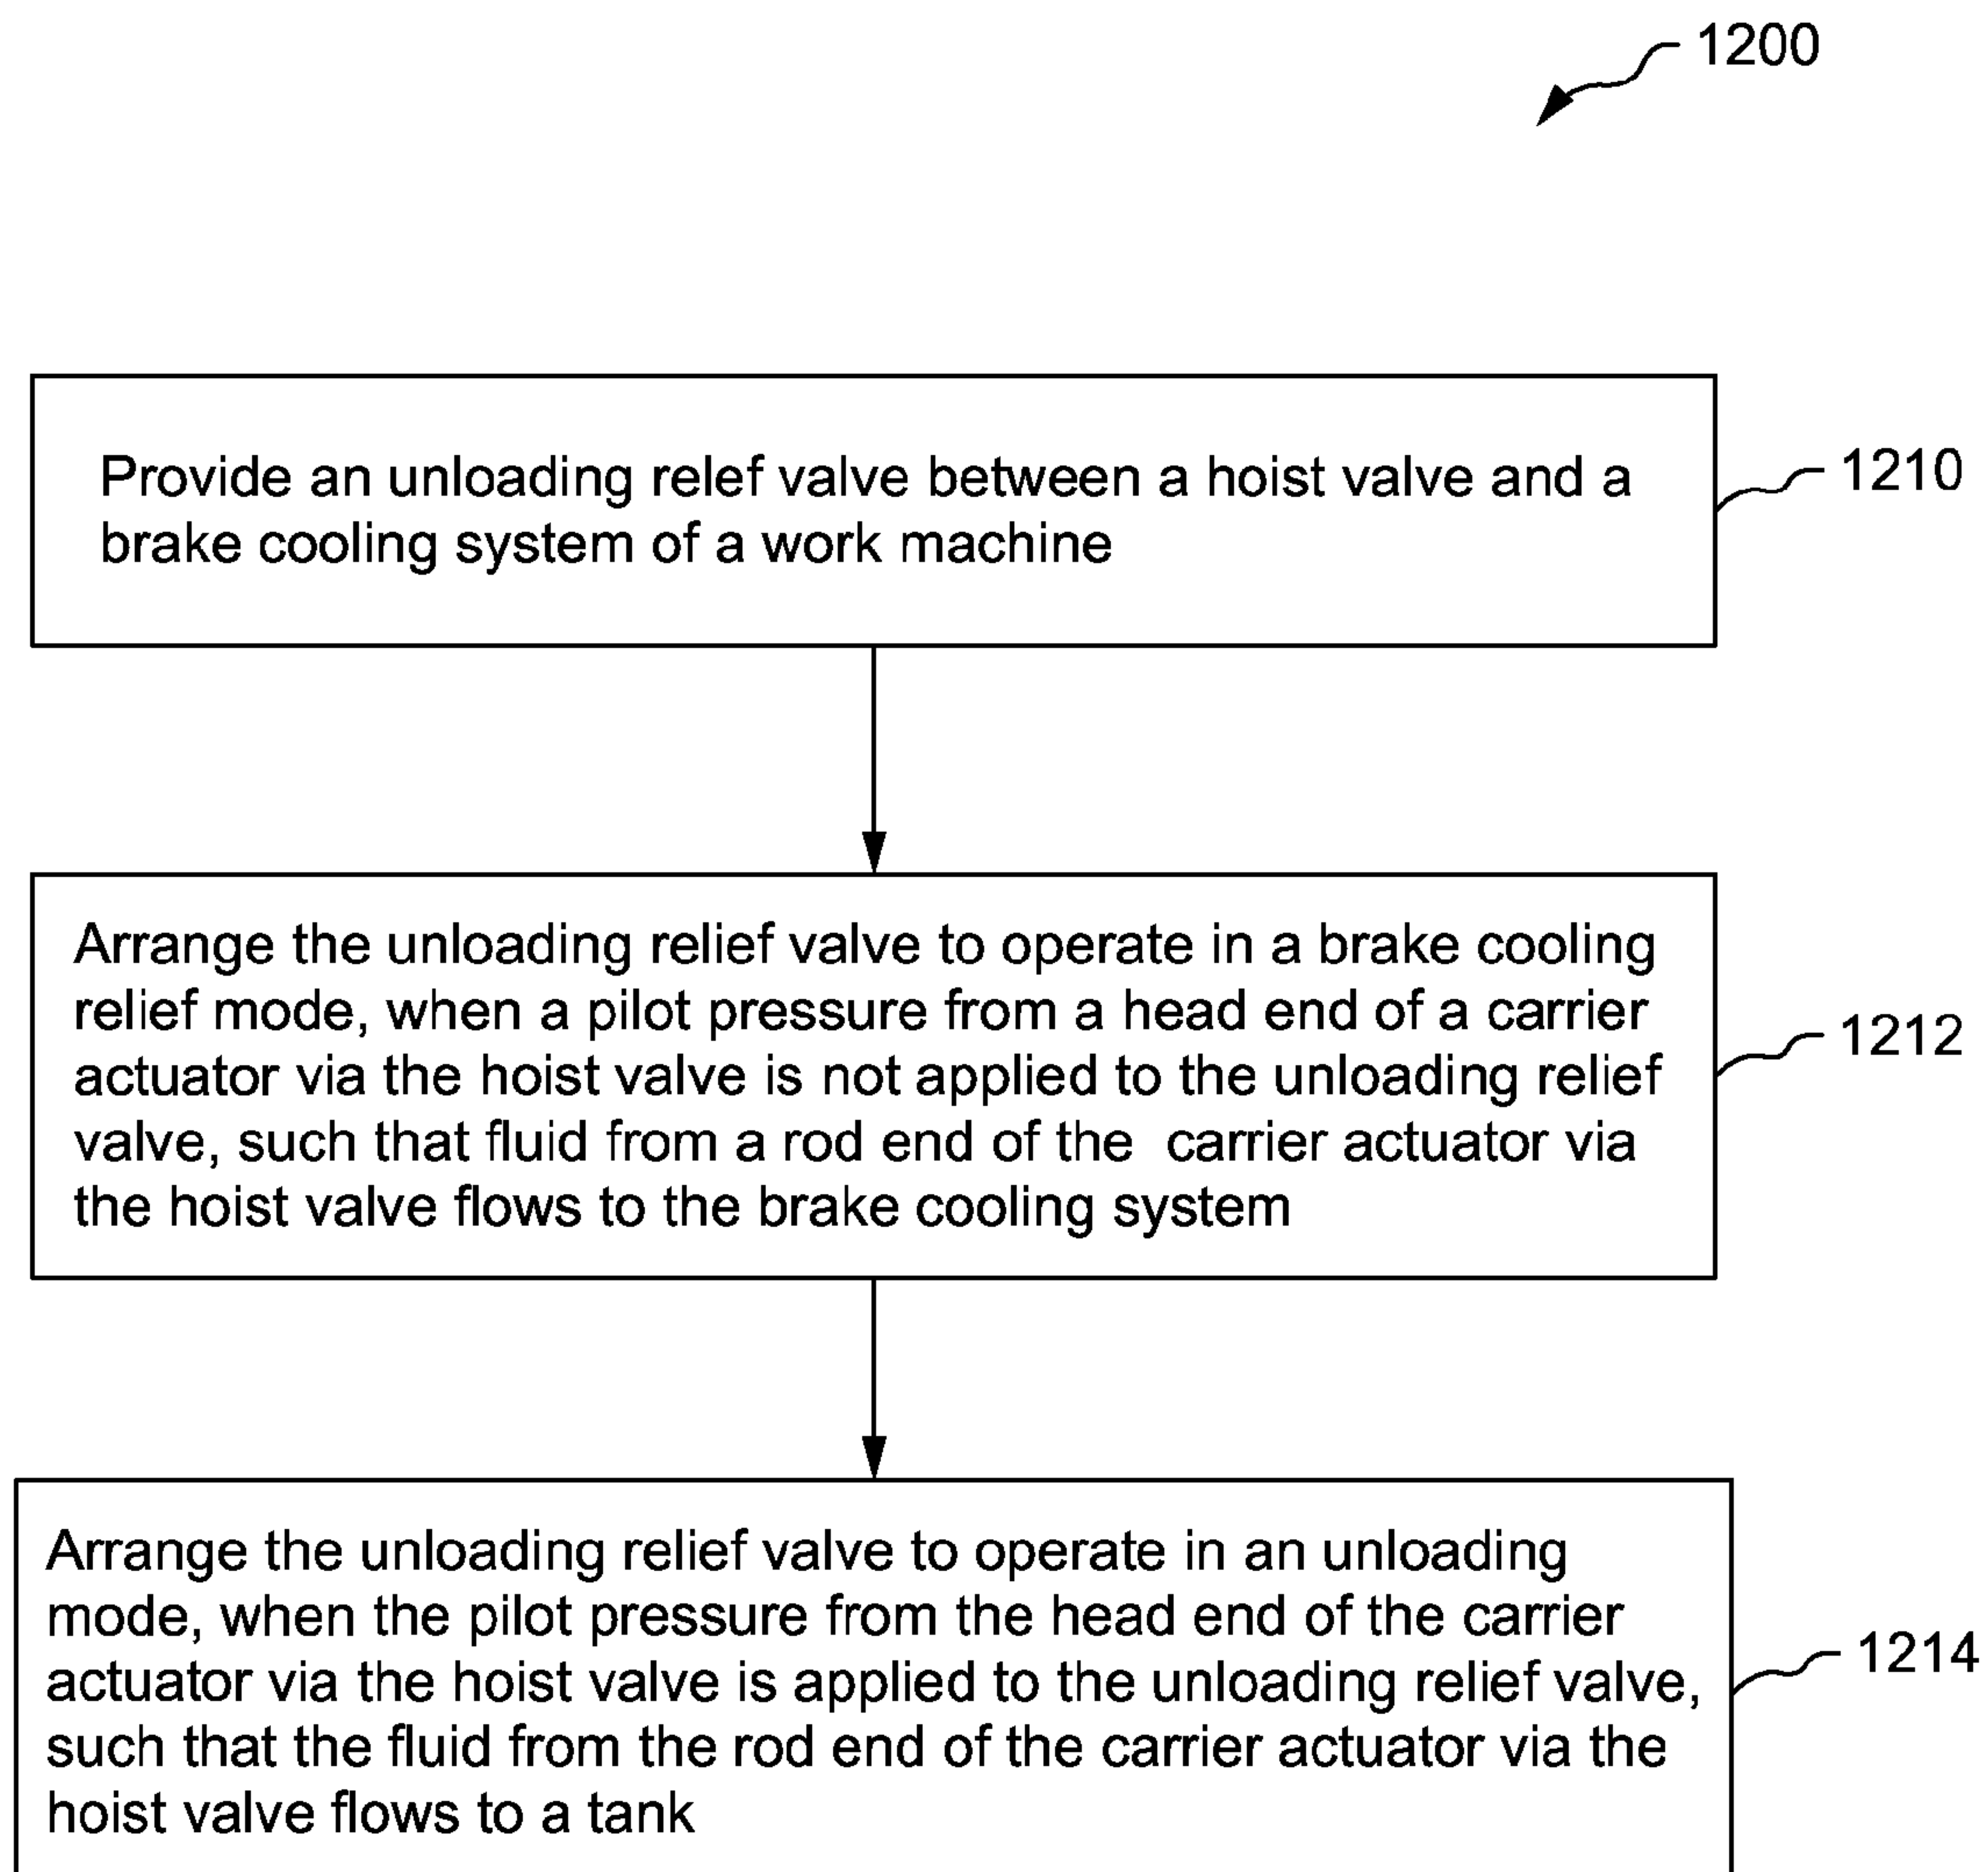 1200
Provide an unloading relef valve between a hoist valve and a
brake cooling system of a work machine
1210
Arrange the unloading relief valve to operate in a brake cooling
relief mode, when a pilot pressure from a head end of a carrier
actuator via the hoist valve is not applied to the unloading relief
valve, such that fluid from a rod end of the carrier actuator via
the hoist valve flows to the brake cooling system
1212
Arrange the unloading relief valve to operate in an unloading
mode, when the pilot pressure from the head end of the carrier
actuator via the hoist valve is applied to the unloading relief valve,
such that the fluid from the rod end of the carrier actuator via the
hoist valve flows to a tank
1214